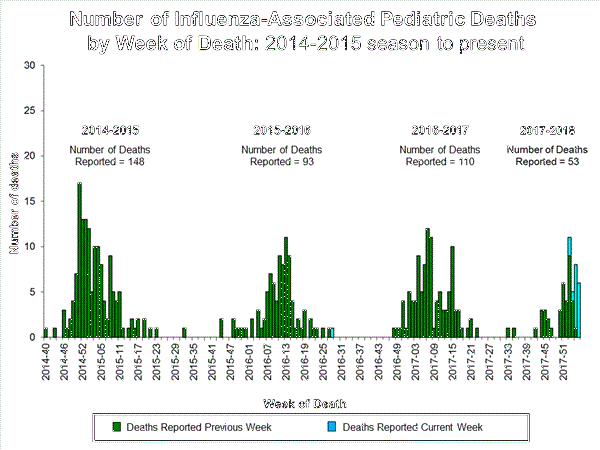 Number of Influenza-Associated Pediatric Deaths
by Week of Death: 2014-2015 season to present
30
25
20
15
10
5
0
Number of deaths
2014-2015
Number of Deaths
Reported = 148
2015-2016
Number of Deaths
Reported = 93
2016-2017
Number of Deaths
Reported = 110
2017-2018
Number of Deaths
Reported = 53
2014-40
2014-46
2014-52
2015-05
2015-11
2015-17
2015-23
2015-29
2015-35
2015-41
2015-47
2016-01
2016-07
2016-13
2016-19
2016-25
2016-31
2016-37
2016-43
2016-49
2017-03
2017-09
2017-15
2017-21
2017-27
2017-33
2017-39
2017-45
2017-51
Week of Death
Deaths Reported Previous Week
Deaths Reported Current Week